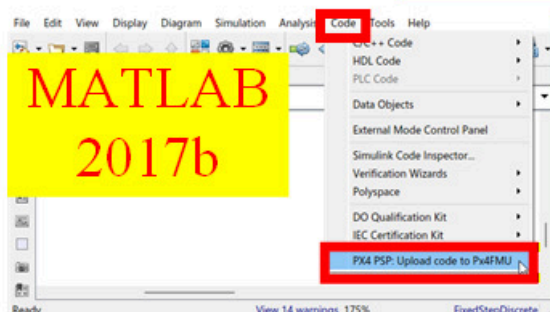 File Edit View Display Diagram Simulation Analysis Code Tools Help
MATLAB
2017b
C/C++ Code
HDL Code
PLC Code
Data Objects
External Mode Control Panel
Simulink Code Inspector...
Verification Wizards
Polyspace
DO Qualification Kit
IEC Certification Kit
PX4 PSP: Upload code to Px4FMU
Ready View 14 warnings 175% FixedStepDiscrete